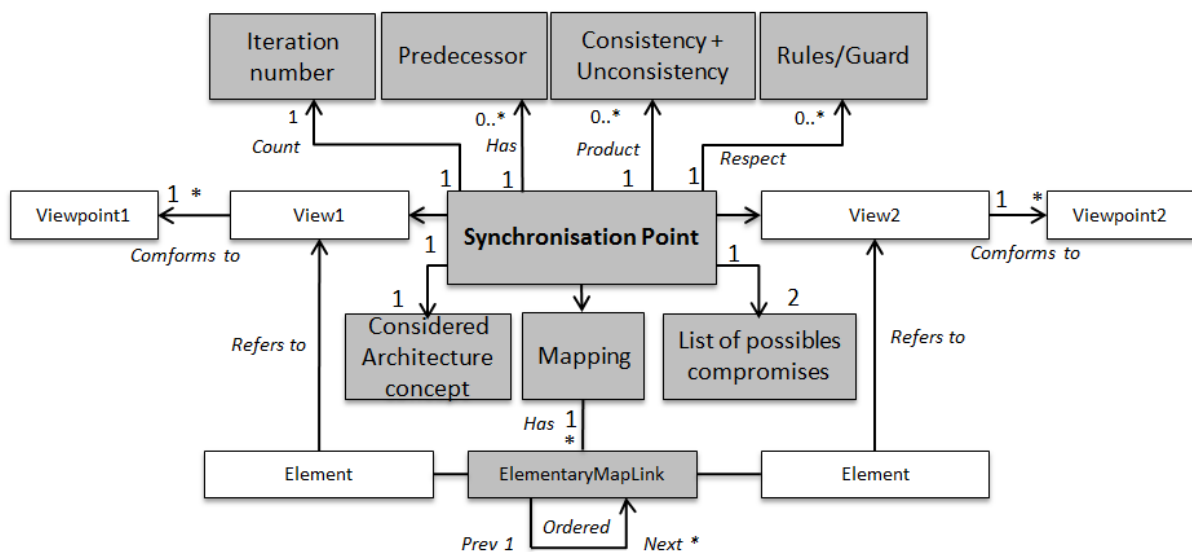 Iteration
number
Predecessor
Consistency +
Unconsistency
Rules/Guard
1
0..*
0..*
0..*
Count
Has
Product
Respect
1
1
1
1
1 *
1 *
Viewpoint1
View1
Synchronisation Point
View2
Viewpoint2
Comforms to
Comforms to
1
1
1
2
Considered
Architecture
concept
Mapping
List of possibles
compromises
Refers to
Refers to
Has 1
*
Element
ElementaryMapLink
Element
Ordered
Prev 1
Next *